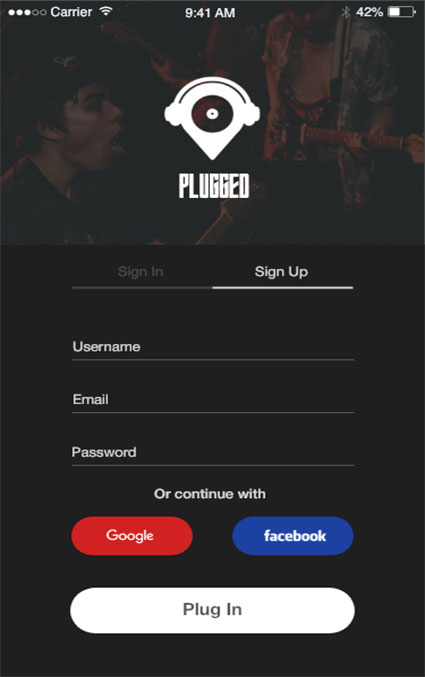 Carrier 9:41 AM 42%
PLUGGED
Sign In Sign Up
Username
Email
Password
Or continue with
Google facebook
Plug In